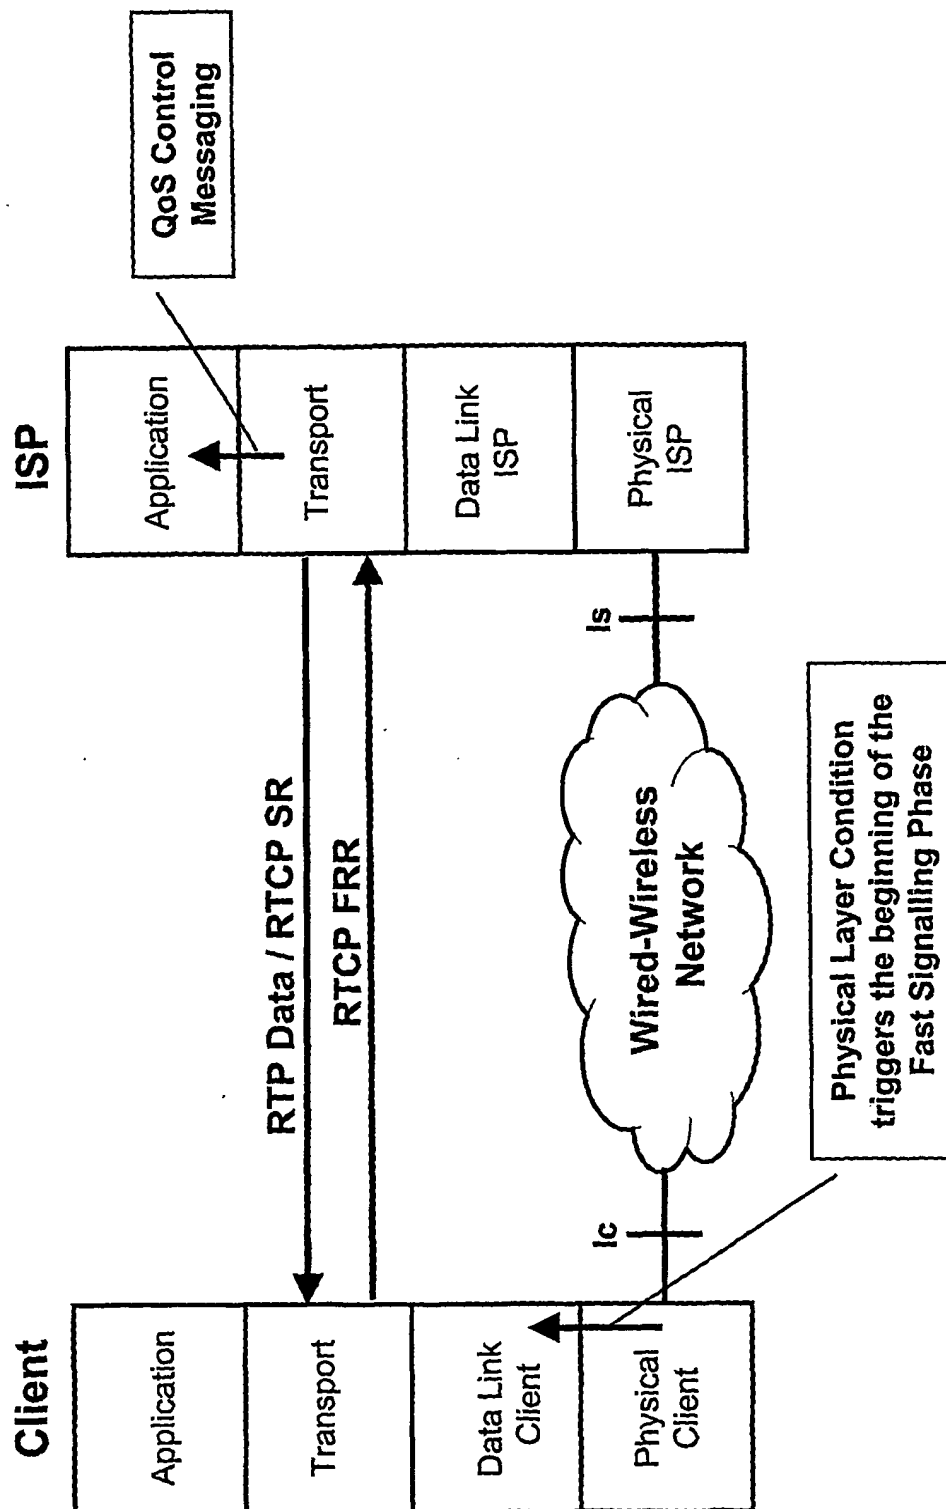 Client
ISP
Application
Transport
Data Link
Client
Physical
Client
RTP Data / RTCP SR
RTCP FRR
Ic
Wired-Wireless
Network
Is
Application
Transport
Data Link
ISP
Physical
ISP
QoS Control
Messaging
Physical Layer Condition
triggers the beginning of the
Fast Signalling Phase